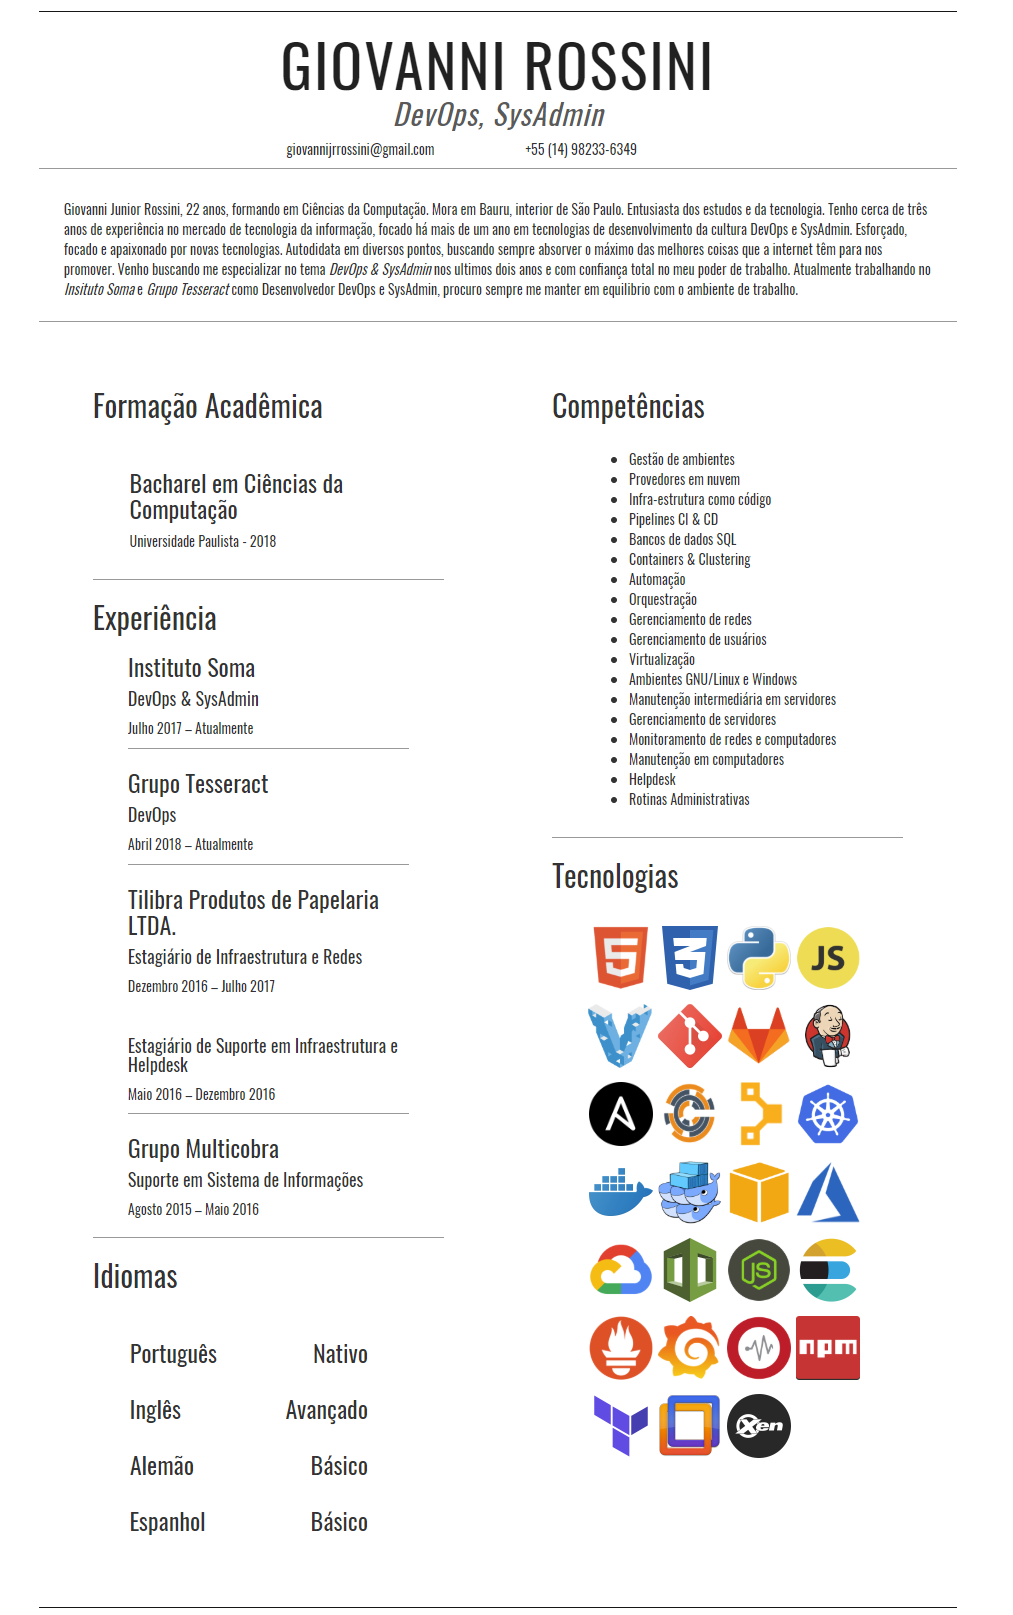 GIOVANNI ROSSINI
DevOps, SysAdmin
giovannijrrossini@gmail.com +55 (14) 98233-6349
Giovanni Junior Rossini, 22 anos, formando em Ciências da Computação. Mora em Bauru, interior de São Paulo. Entusiasta dos estudos e da tecnologia. Tenho cerca de três
anos de experiência no mercado de tecnologia da informação, focado há mais de um ano em tecnologias de desenvolvimento da cultura DevOps e SysAdmin. Esforçado,
focado e apaixonado por novas tecnologias. Autodidata em diversos pontos, buscando sempre absorver o máximo das melhores coisas que a internet têm para nos
promover. Venho buscando me especializar no tema DevOps & SysAdmin nos ultimos dois anos e com confiança total no meu poder de trabalho. Atualmente trabalhando no
Insituto Soma e Grupo Tesseract como Desenvolvedor DevOps e SysAdmin, procuro sempre me manter em equilibrio com o ambiente de trabalho.
Formação Acadêmica
Bacharel em Ciências da
Computação
Universidade Paulista - 2018
Experiência
Instituto Soma
DevOps & SysAdmin
Julho 2017 – Atualmente
Grupo Tesseract
DevOps
Abril 2018 – Atualmente
Tilibra Produtos de Papelaria
LTDA.
Estagiário de Infraestrutura e Redes
Dezembro 2016 – Julho 2017
Estagiário de Suporte em Infraestrutura e
Helpdesk
Maio 2016 – Dezembro 2016
Grupo Multicobra
Suporte em Sistema de Informações
Agosto 2015 – Maio 2016
Idiomas
Português Nativo
Inglês Avançado
Alemão Básico
Espanhol Básico
Competências
Gestão de ambientes
Provedores em nuvem
Infra-estrutura como código
Pipelines CI & CD
Bancos de dados SQL
Containers & Clustering
Automação
Orquestração
Gerenciamento de redes
Gerenciamento de usuários
Virtualização
Ambientes GNU/Linux e Windows
Manutenção intermediária em servidores
Gerenciamento de servidores
Monitoramento de redes e computadores
Manutenção em computadores
Helpdesk
Rotinas Administrativas
Tecnologias
5 3 JS
JS
npm
Xen